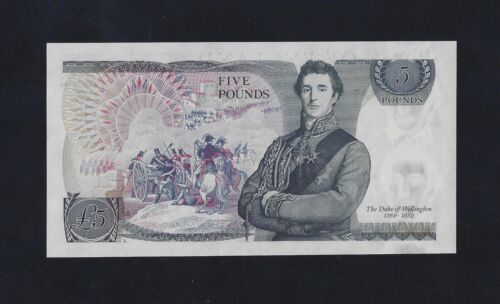 FIVE
POUNDS
5
POUNDS
£5
The Duke of Wellington
1769-1852